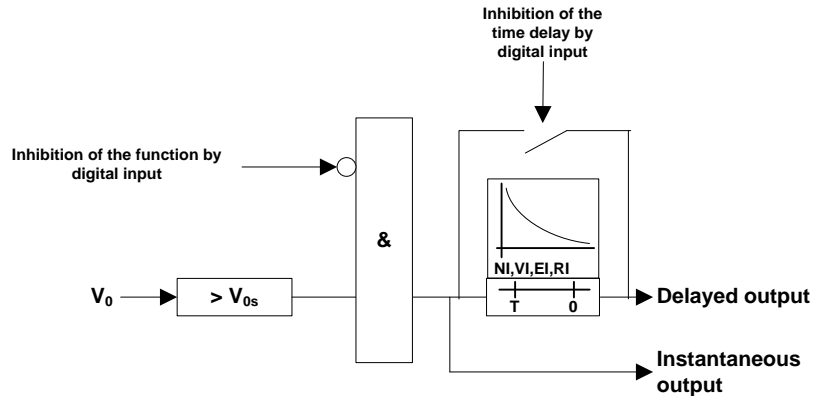 Inhibition of the
time delay by
digital input
Inhibition of the function by
digital input
&
NI,VI,EI,RI
V0
> V0s
T
0
Delayed output
Instantaneous
output